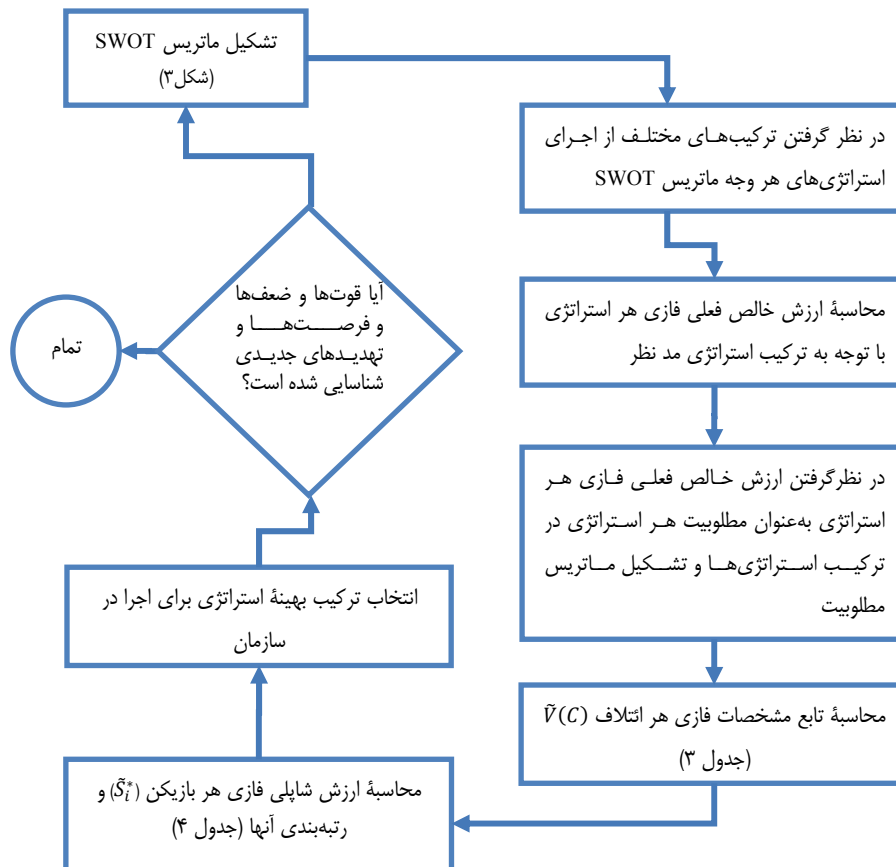 تشکیل ماتریس SWOT
(شکل۳)
در نظر گرفتن ترکیب‌های مختلف از اجرای
استراتژی‌های هر وجه ماتریس SWOT
محاسبهٔ ارزش خالص فعلی فازی هر استراتژی
با توجه به ترکیب استراتژی مد نظر
در نظرگرفتن ارزش خالص فعلی فازی هر
استراتژی به‌عنوان مطلوبیت هر استراتژی در
ترکیب استراتژی‌ها و تشکیل ماتریس
مطلوبیت
محاسبهٔ تابع مشخصات فازی هر ائتلاف Ṽ(C)
(جدول ۳)
محاسبهٔ ارزش شاپلی فازی هر بازیکن (S̃ᵢ*) و
رتبه‌بندی آنها (جدول ۴)
انتخاب ترکیب بهینهٔ استراتژی برای اجرا در
سازمان
آیا قوت‌ها و ضعف‌ها
و فرصت‌ها و
تهدیدهای جدیدی
شناسایی شده است؟
تمام